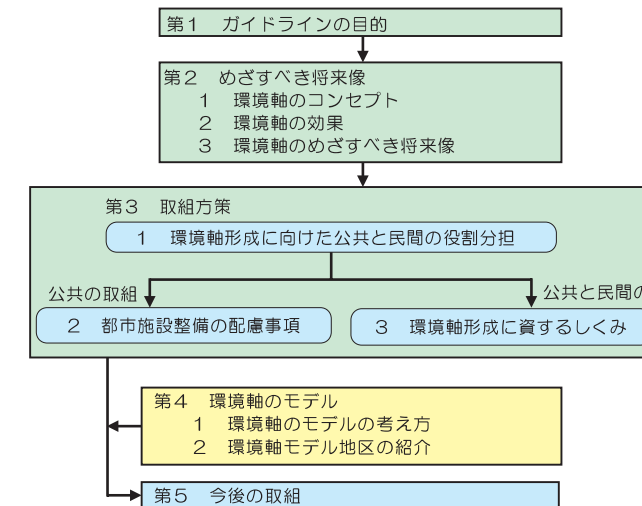 第1　ガイドラインの目的
第2　めざすべき将来像
1　環境軸のコンセプト
2　環境軸の効果
3　環境軸のめざすべき将来像
第3　取組方策
1　環境軸形成に向けた公共と民間の役割分担
公共の取組
公共と民間の
2　都市施設整備の配慮事項
3　環境軸形成に資するしくみ
第4　環境軸のモデル
1　環境軸のモデルの考え方
2　環境軸モデル地区の紹介
第5　今後の取組